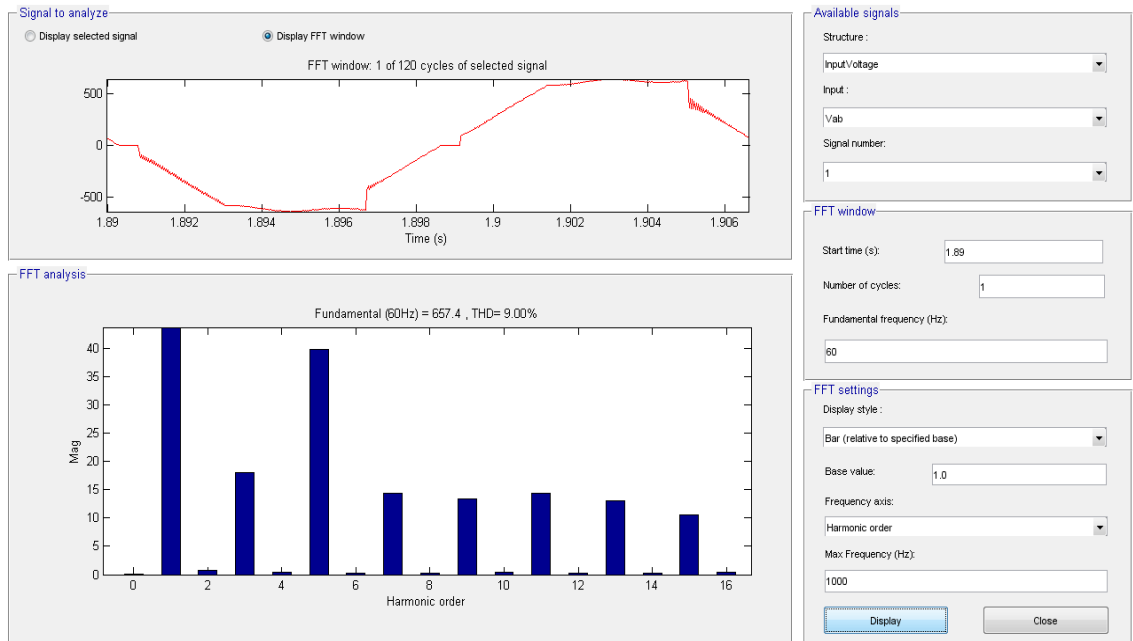 Signal to analyze
Display selected signal
Display FFT window
FFT window: 1 of 120 cycles of selected signal
500
0
-500
1.89 1.892 1.894 1.896 1.898 1.9 1.902 1.904 1.906
Time (s)
FFT analysis
Fundamental (60Hz) = 657.4 , THD= 9.00%
40
35
30
25
20
15
10
5
0
Mag
0 2 4 6 8 10 12 14 16
Harmonic order
Available signals
Structure :
InputVoltage
Input :
Vab
Signal number:
1
FFT window
Start time (s):
1.89
Number of cycles:
1
Fundamental frequency (Hz):
60
FFT settings
Display style :
Bar (relative to specified base)
Base value:
1.0
Frequency axis:
Harmonic order
Max Frequency (Hz):
1000
Display
Close